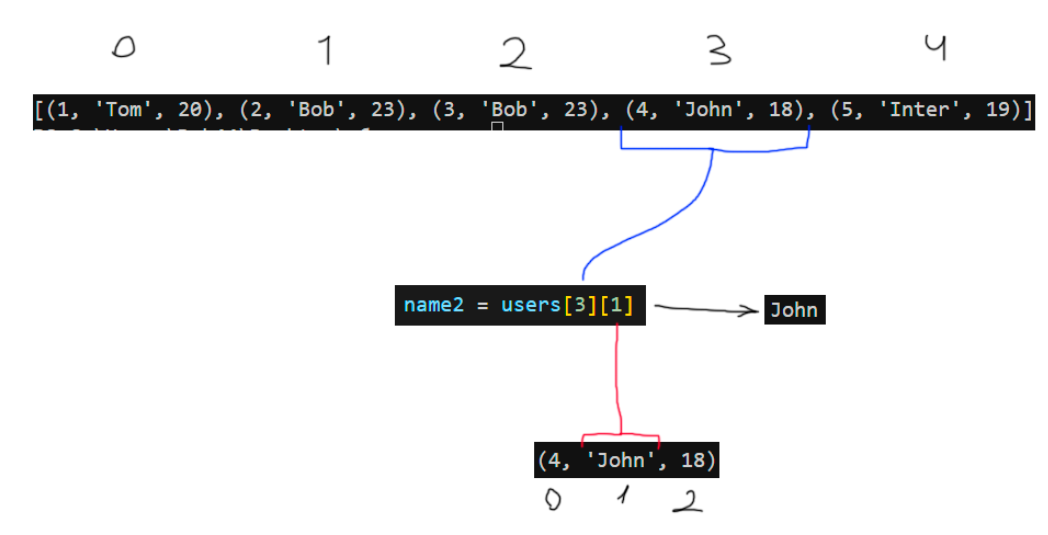 0 1 2 3 4
[(1, 'Tom', 20), (2, 'Bob', 23), (3, 'Bob', 23), (4, 'John', 18), (5, 'Inter', 19)]
name2 = users[3][1]
John
(4, 'John', 18)
0 1 2